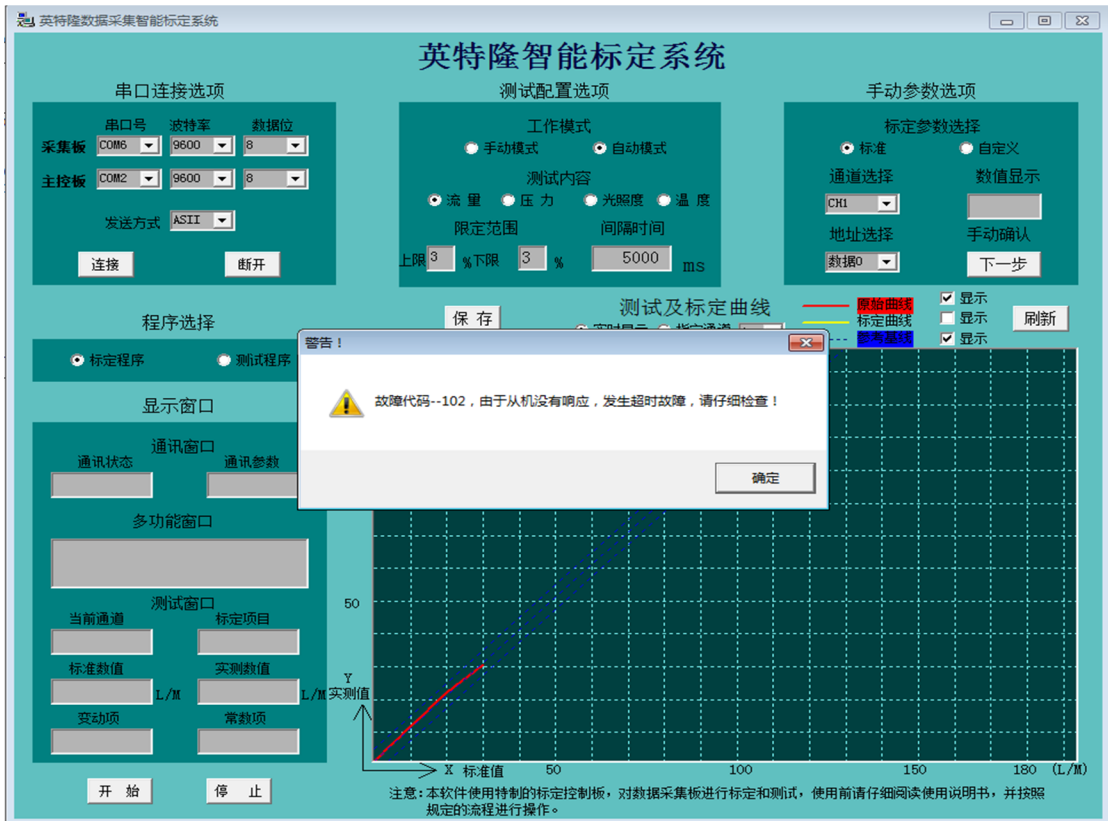 英特隆数据采集智能标定系统
英特隆智能标定系统
串口连接选项
串口号 波特率 数据位
采集板 COM6 9600 8
主控板 COM2 9600 8
发送方式 ASII
连接 断开
测试配置选项
工作模式
手动模式 自动模式
测试内容
流 里 压 力 光照度 温 度
限定范围 间隔时间
上限 3 % 下限 3 % 5000 ms
手动参数选项
标定参数选择
标准 自定义
通道选择 数值显示
CH1
地址选择 手动确认
数据0 下一步
程序选择
标定程序 测试程序
保存 测试及标定曲线
实时显示 指定通道
原始曲线 显示
标定曲线 显示
参考基线 显示
刷新
警告！
故障代码--102，由于从机没有响应，发生超时故障，请仔细检查！
确定
显示窗口
通讯窗口
通讯状态 通讯参数
多功能窗口
测试窗口
当前通道 标定项目
标准数值 实测数值
L/M L/M
变动项 常数项
开 始 停 止
50
Y
实测值
X 标准值 50 100 150 180 (L/M)
注意：本软件使用特制的标定控制板，对数据采集板进行标定和测试，使用前请仔细阅读使用说明书，并按照
规定的流程进行操作。